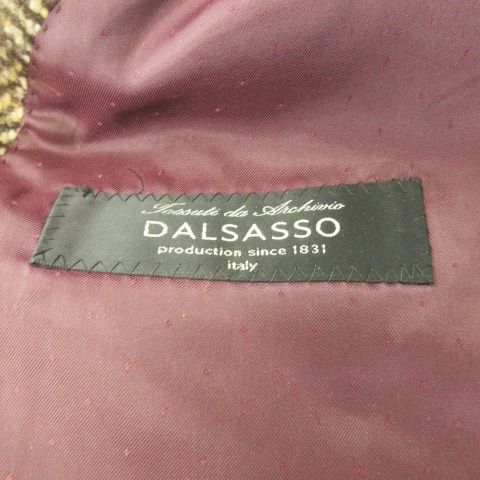 Tessuti da Archivio
DALSASSO
production since 1831
italy